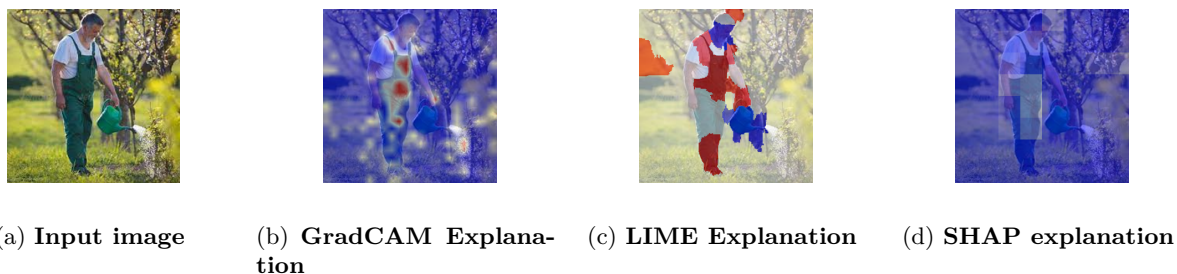 a) Input image
(b) GradCAM Explana-
tion
(c) LIME Explanation
(d) SHAP explanation